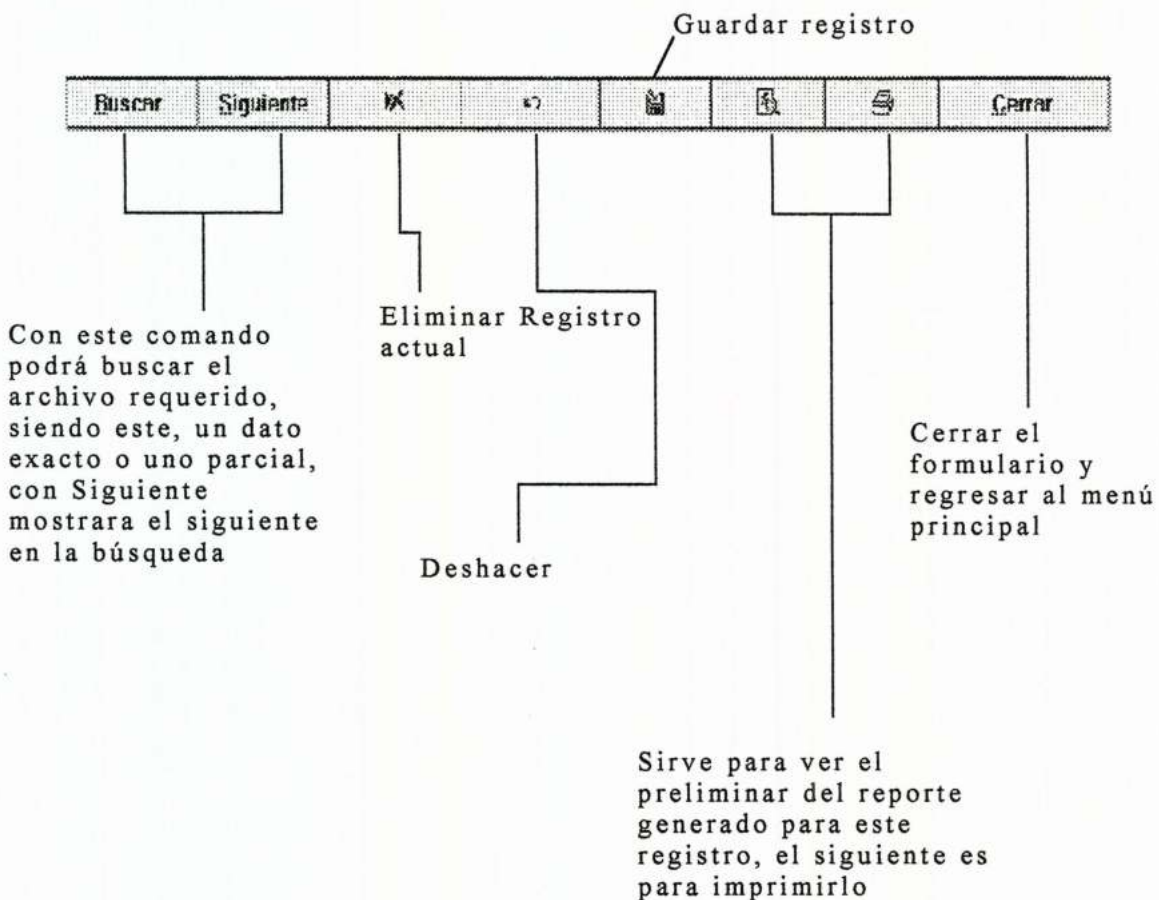 Guardar registro
Buscar Siguiente Cerrar
Con este comando
podrá buscar el
archivo requerido,
siendo este, un dato
exacto o uno parcial,
con Siguiente
mostrara el siguiente
en la búsqueda
Eliminar Registro
actual
Deshacer
Cerrar el
formulario y
regresar al menú
principal
Sirve para ver el
preliminar del reporte
generado para este
registro, el siguiente es
para imprimirlo